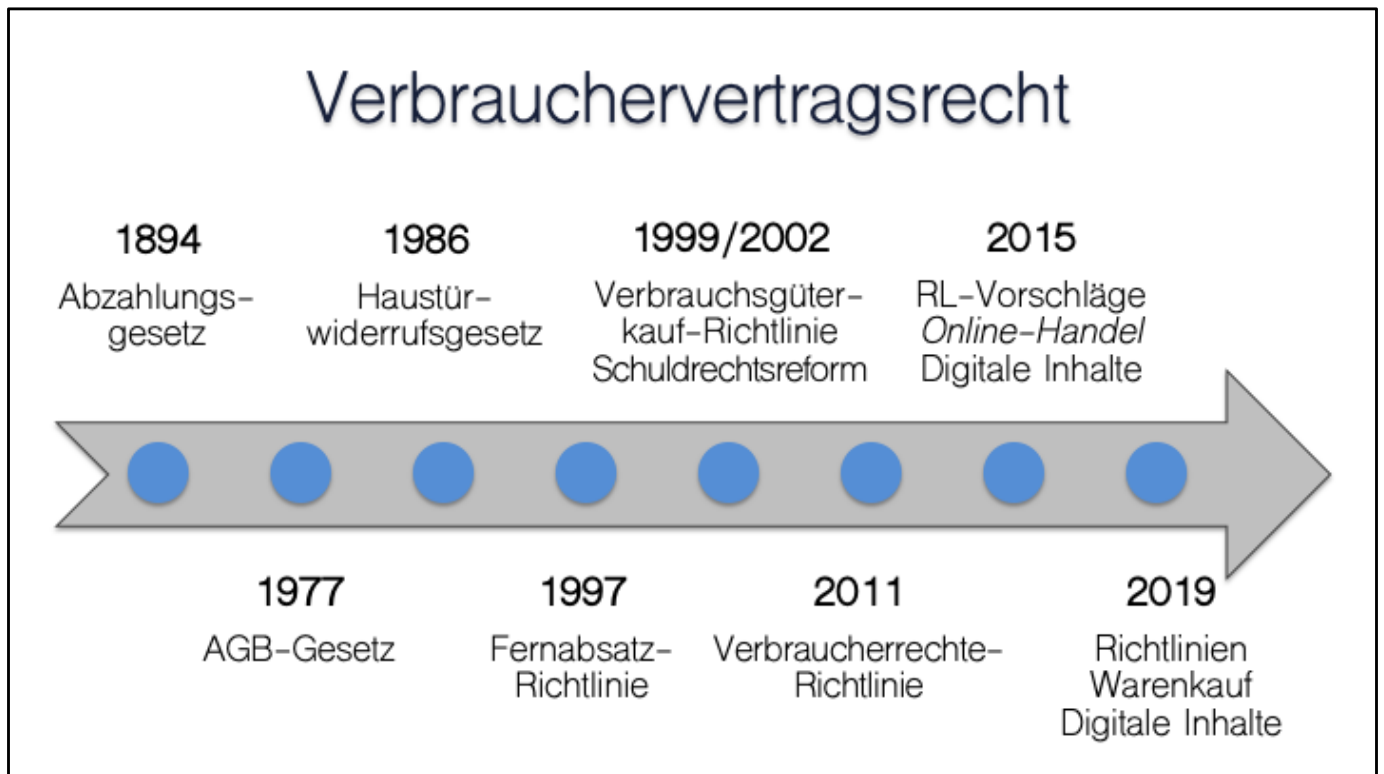 Verbrauchervertragsrecht
1894
Abzahlungs-
gesetz
1986
Haustür-
widerrufsgesetz
1999/2002
Verbrauchsgüter-
kauf-Richtlinie
Schuldrechtsreform
2015
RL-Vorschläge
Online-Handel
Digitale Inhalte
1977
AGB-Gesetz
1997
Fernabsatz-
Richtlinie
2011
Verbraucherrechte-
Richtlinie
2019
Richtlinien
Warenkauf
Digitale Inhalte